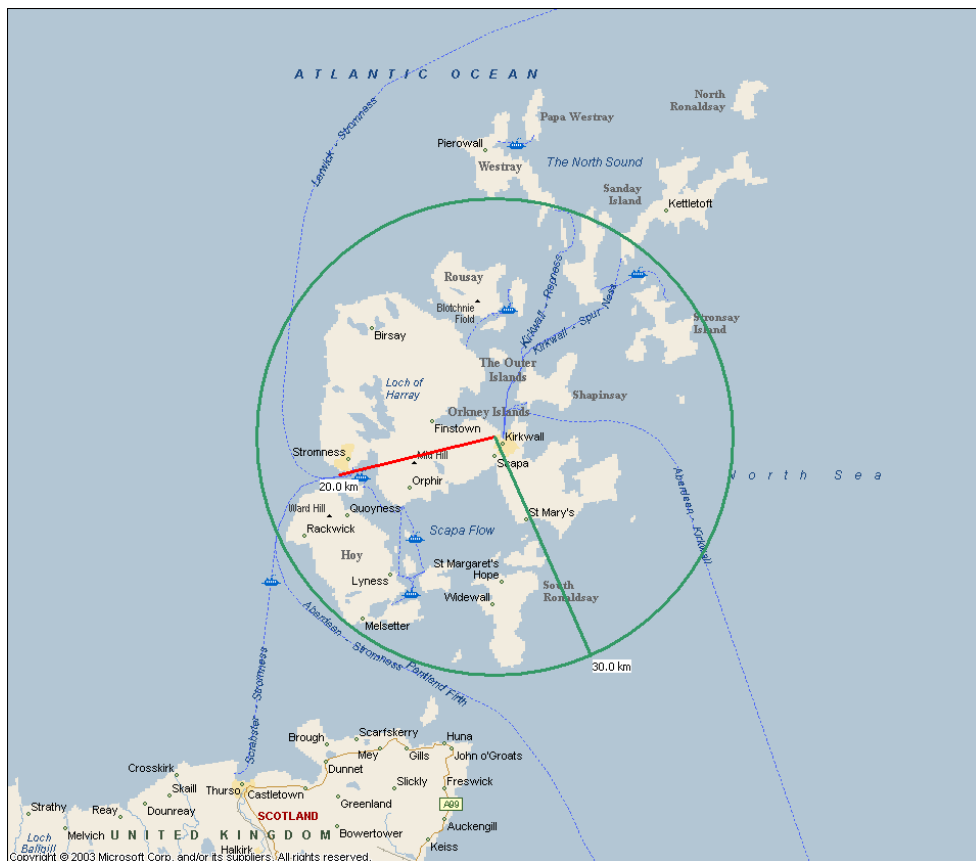 ATLANTIC OCEAN
North
Ronaldsay
Papa Westray
Lerwick - Stromness
Pierowall
Westray
The North Sound
Sanday
Island
Kettletoft
Rousay
Blotchnie
Fiold
Kirkwall - Rapness
Kirkwall - Spur Ness
Stronsay
Island
Birsay
The Outer
Islands
Loch of
Harray
Shapinsay
Orkney Islands
Finstown
Kirkwall
Stromness
Mid Hill
Scapa
North Sea
20.0 km
Orphir
Aberdeen - Kirkwall
Ward Hill
Quoyness
St Mary's
Rackwick
Scapa Flow
Hoy
St Margaret's
Hope
Lyness
South
Ronaldsay
Widewall
Melsetter
Aberdeen - Stromness
Pentland Firth
30.0 km
Scrabster - Stromness
Brough
Scarfskerry
Huna
Mey
Gills
John o'Groats
Dunnet
Crosskirk
Skaill
Thurso
Castletown
Slickly
Freswick
Strathy
Reay
Dounreay
Greenland
A99
SCOTLAND
Auckengill
Melvich
UNITED KINGDOM
Bowertower
Loch
Baligill
Halkirk
Keiss
Copyright © 2003 Microsoft Corp. and/or its suppliers. All rights reserved.